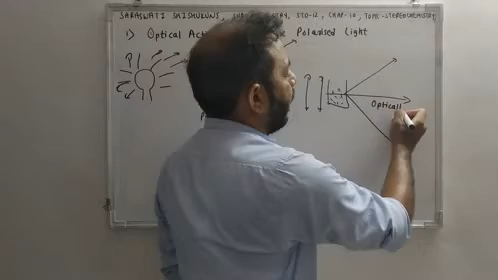 SARASWATI SHISHUKUNJ, STD-12, CHAP-10, TOPIC-STEREOCHEMISTRY
1) Optical Act Polarised Light
Optical